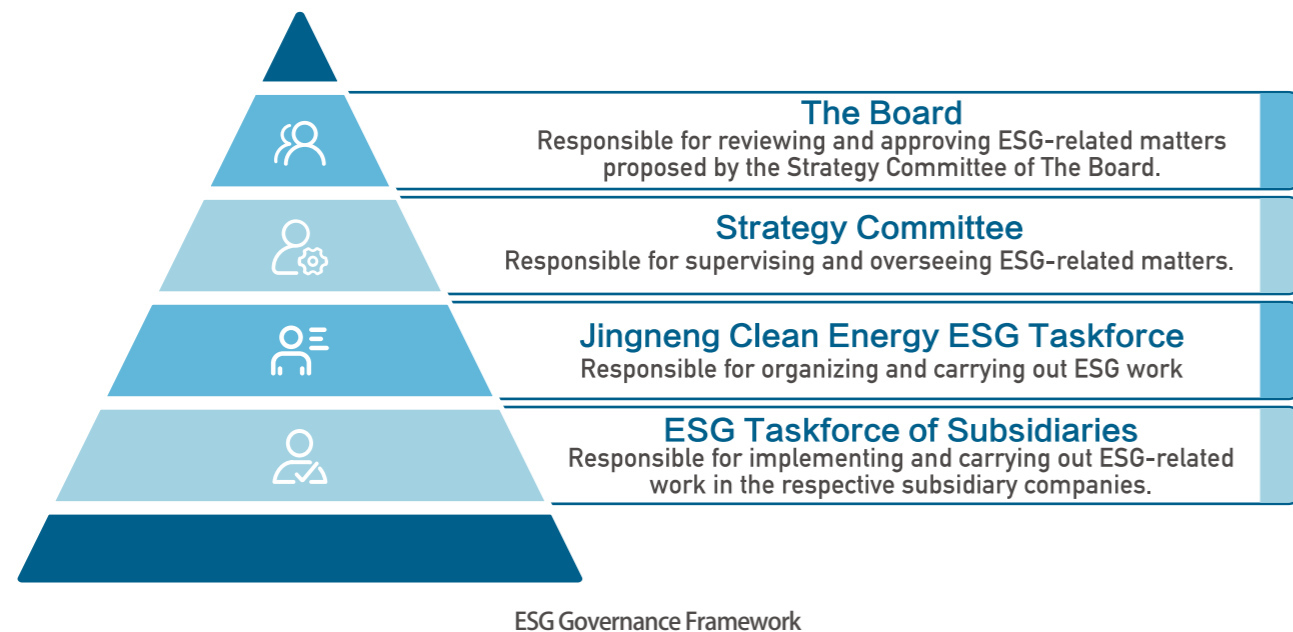 The Board
Responsible for reviewing and approving ESG-related matters
proposed by the Strategy Committee of The Board.
Strategy Committee
Responsible for supervising and overseeing ESG-related matters.
Jingneng Clean Energy ESG Taskforce
Responsible for organizing and carrying out ESG work
ESG Taskforce of Subsidiaries
Responsible for implementing and carrying out ESG-related
work in the respective subsidiary companies.
ESG Governance Framework